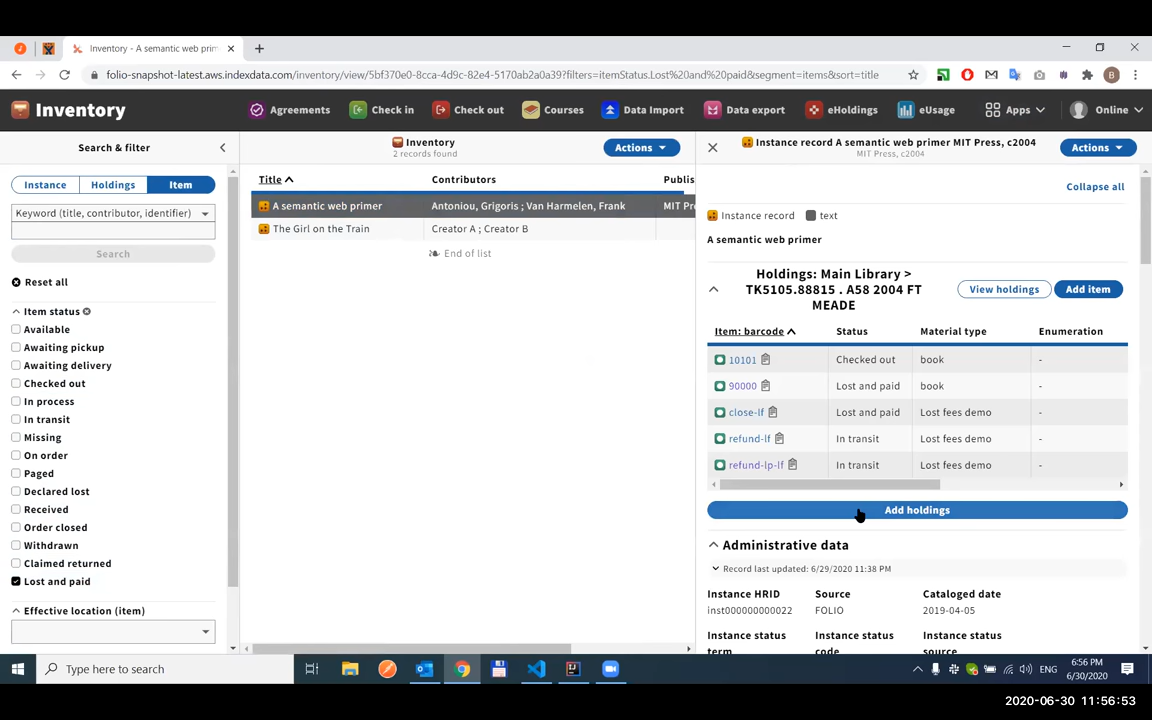 Inventory - A semantic web prim
folio-snapshot-latest.aws.indexdata.com/inventory/view/5bf370e0-8cca-4d9c-82e4-5170ab2a0a39?filters=itemStatus.Lost%20and%20paid&segment=items&sort=title
B
Inventory
Agreements
Check in
Check out
Courses
Data Import
Data export
eHoldings
eUsage
Apps
Online
Search & filter
Instance
Holdings
Item
Keyword (title, contributor, identifier)
Search
Reset all
Item status
Available
Awaiting pickup
Awaiting delivery
Checked out
In process
In transit
Missing
On order
Paged
Declared lost
Received
Order closed
Withdrawn
Claimed returned
Lost and paid
Effective location (item)
Inventory
2 records found
Actions
Title Contributors Publis
A semantic web primer Antoniou, Grigoris ; Van Harmelen, Frank MIT Pr
The Girl on the Train Creator A ; Creator B
End of list
Instance record A semantic web primer MIT Press, c2004
MIT Press, c2004
Actions
Collapse all
Instance record text
A semantic web primer
Holdings: Main Library >
TK5105.88815 . A58 2004 FT
MEADE
View holdings
Add item
Item: barcode Status Material type Enumeration
10101 Checked out book -
90000 Lost and paid book -
close-lf Lost and paid Lost fees demo -
refund-lf In transit Lost fees demo -
refund-lp-lf In transit Lost fees demo -
Add holdings
Administrative data
Record last updated: 6/29/2020 11:38 PM
Instance HRID Source Cataloged date
inst000000000022 FOLIO 2019-04-05
Instance status Instance status Instance status
term code source
Type here to search
ENG
6:56 PM
6/30/2020
2020-06-30 11:56:53